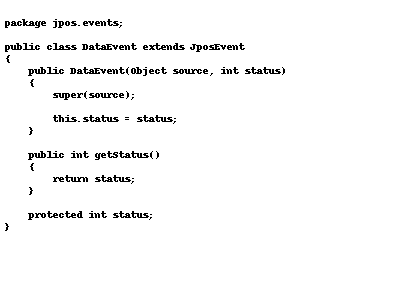 package jpos.events;
public class DataEvent extends JposEvent
{
    public DataEvent(Object source, int status)
    {
        super(source);
        this.status = status;
    }
    public int getStatus()
    {
        return status;
    }
    protected int status;
}